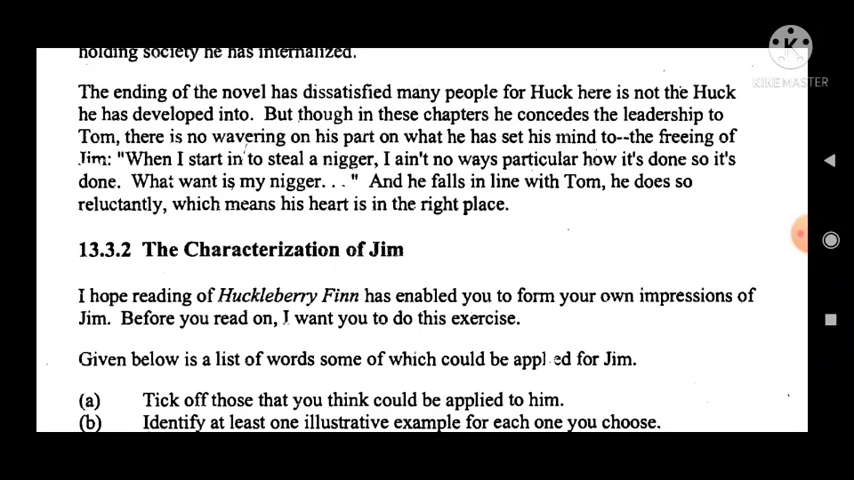 holding society he has internalized.
The ending of the novel has dissatisfied many people for Huck here is not the Huck
he has developed into. But though in these chapters he concedes the leadership to
Tom, there is no wavering on his part on what he has set his mind to--the freeing of
Jim: "When I start in to steal a nigger, I ain't no ways particular how it's done so it's
done. What want is my nigger. . . " And he falls in line with Tom, he does so
reluctantly, which means his heart is in the right place.
13.3.2 The Characterization of Jim
I hope reading of Huckleberry Finn has enabled you to form your own impressions of
Jim. Before you read on, I want you to do this exercise.
Given below is a list of words some of which could be appl ed for Jim.
(a) Tick off those that you think could be applied to him.
(b) Identify at least one illustrative example for each one you choose.
K
KINEMASTER